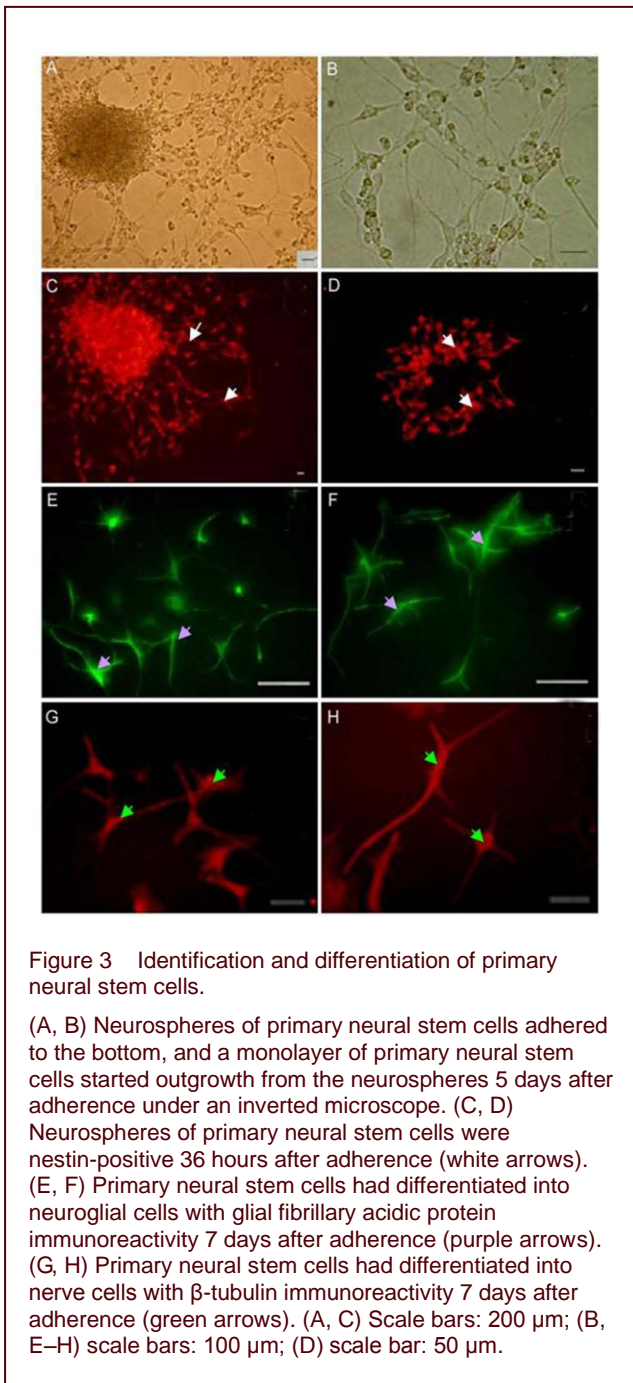 A
B
C
D
E
F
G
H
Figure 3 Identification and differentiation of primary
neural stem cells.
(A, B) Neurospheres of primary neural stem cells adhered
to the bottom, and a monolayer of primary neural stem
cells started outgrowth from the neurospheres 5 days after
adherence under an inverted microscope. (C, D)
Neurospheres of primary neural stem cells were
nestin-positive 36 hours after adherence (white arrows).
(E, F) Primary neural stem cells had differentiated into
neuroglial cells with glial fibrillary acidic protein
immunoreactivity 7 days after adherence (purple arrows).
(G, H) Primary neural stem cells had differentiated into
nerve cells with β-tubulin immunoreactivity 7 days after
adherence (green arrows). (A, C) Scale bars: 200 µm; (B,
E–H) scale bars: 100 µm; (D) scale bar: 50 µm.